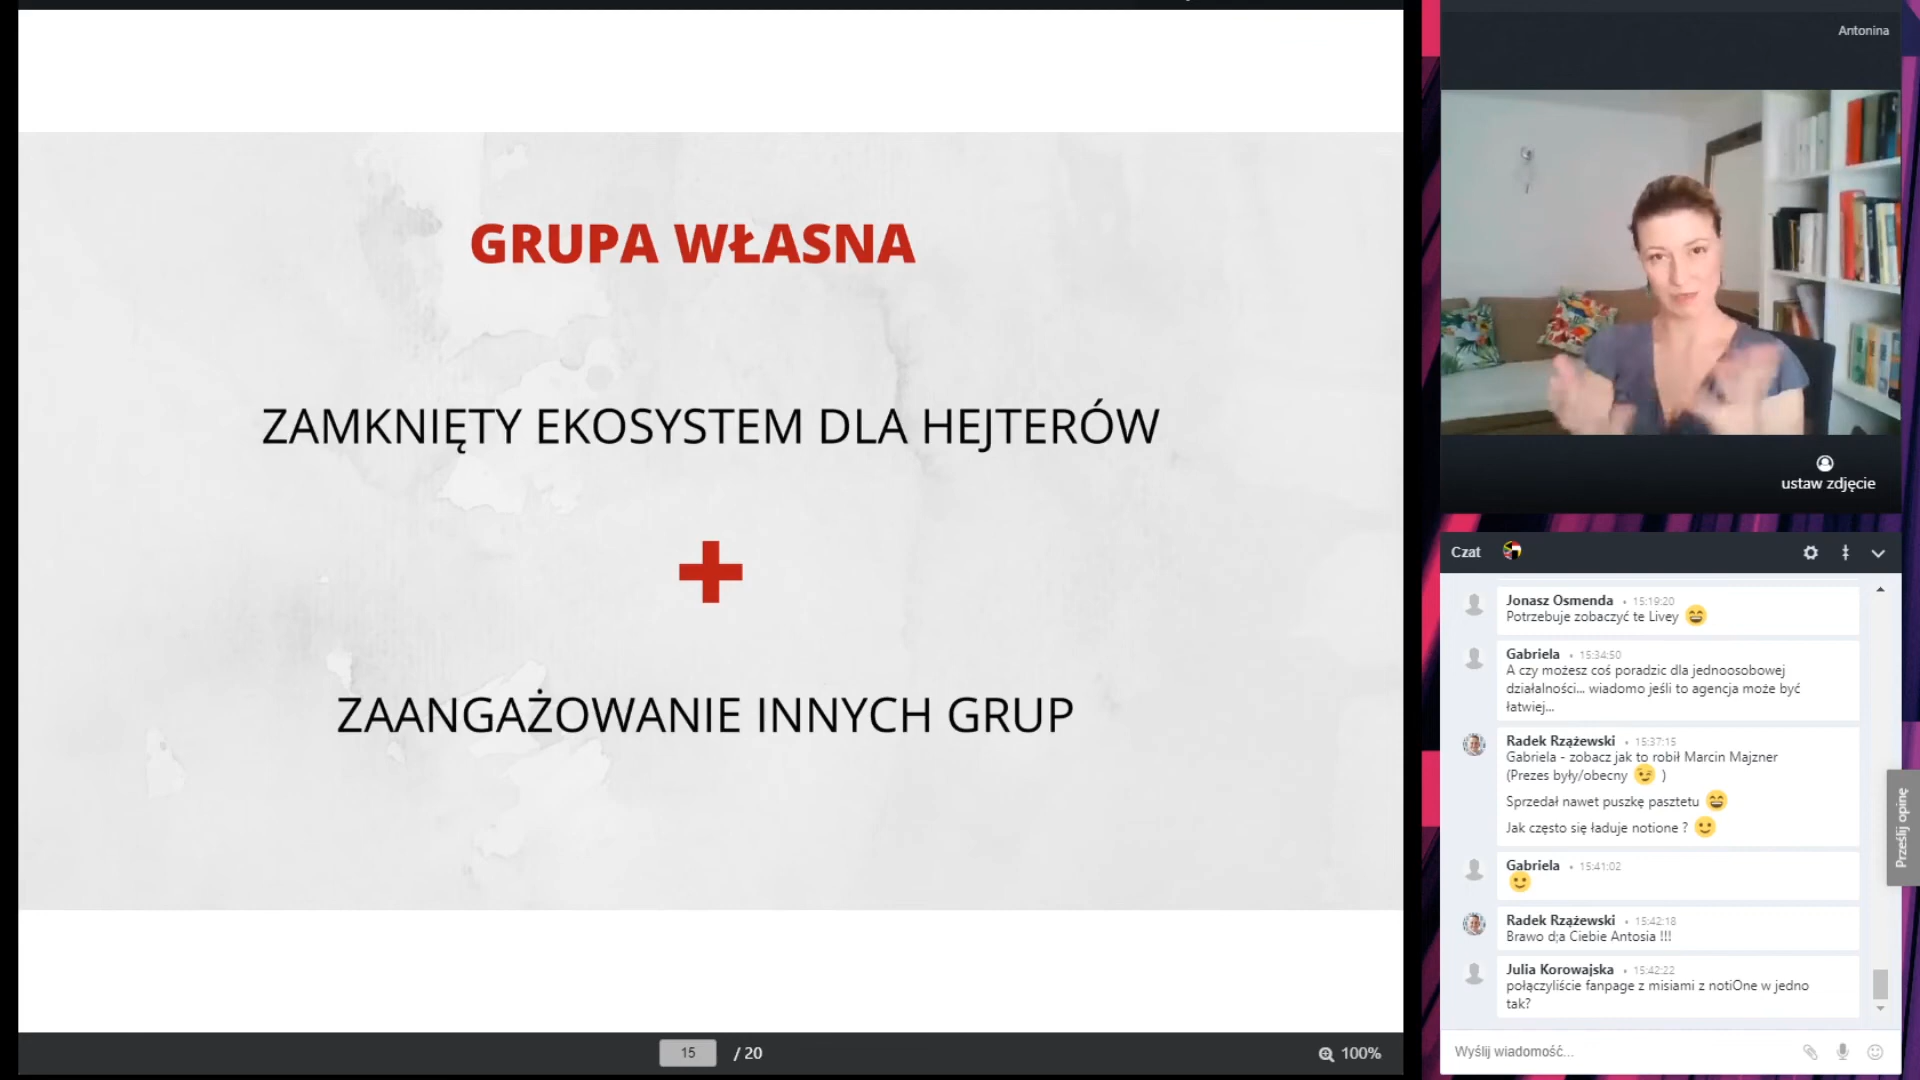 GRUPA WŁASNA
ZAMKNIĘTY EKOSYSTEM DLA HEJTERÓW
ZAANGAŻOWANIE INNYCH GRUP
15 / 20
100%
Antonina
ustaw zdjęcie
Czat
Jonasz Osmenda • 15:19:20
Potrzebuje zobaczyć te Livey
Gabriela • 15:34:50
A czy możesz coś poradzic dla jednoosobowej
działalności... wiadomo jeśli to agencja może być
łatwiej...
Radek Rzążewski • 15:37:15
Gabriela - zobacz jak to robił Marcin Majzner
(Prezes były/obecny 😉 )
Sprzedał nawet puszkę pasztetu 😄
Jak często się ładuje notione ? 🙂
Gabriela • 15:41:02
Radek Rzążewski • 15:42:18
Brawo d;a Ciebie Antosia !!!
Julia Korowajska • 15:42:22
połączyliście fanpage z misiami z notiOne w jedno
tak?
Wyślij wiadomość...
Prześlij opinę